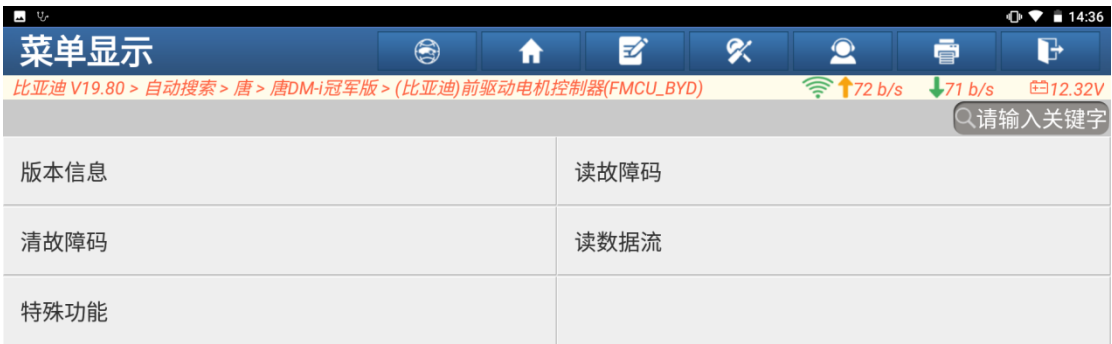 14:36
菜单显示
比亚迪 V19.80 > 自动搜索 > 唐 > 唐DM-i冠军版 > (比亚迪)前驱动电机控制器(FMCU_BYD) 72 b/s 71 b/s 12.32V
请输入关键字
版本信息 读故障码
清故障码 读数据流
特殊功能